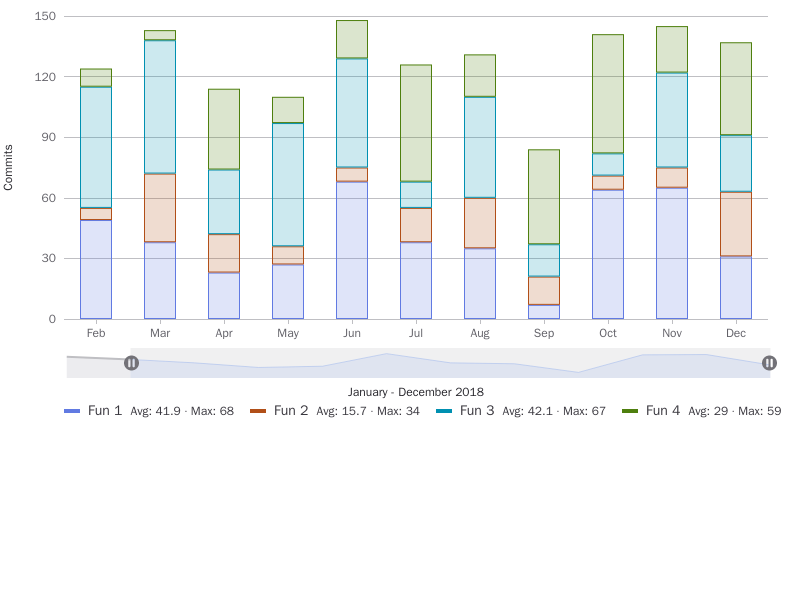 150
120
90
60
30
0
Commits
Feb Mar Apr May Jun Jul Aug Sep Oct Nov Dec
January - December 2018
Fun 1 Avg: 41.9 · Max: 68 Fun 2 Avg: 15.7 · Max: 34 Fun 3 Avg: 42.1 · Max: 67 Fun 4 Avg: 29 · Max: 59